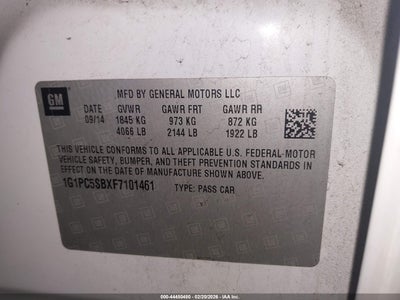 GM
MFD BY GENERAL MOTORS LLC
DATE GVWR GAWR FRT GAWR RR
09/14 1845 KG 973 KG 872 KG
4066 LB 2144 LB 1922 LB
THIS VEHICLE CONFORMS TO ALL APPLICABLE U.S. FEDERAL MOTOR
VEHICLE SAFETY, BUMPER, AND THEFT PREVENTION STANDARDS IN
EFFECT ON THE DATE OF MANUFACTURE SHOWN ABOVE.
1G1PC5SBXF7101461 TYPE: PASS CAR
000-44450490 - 02/20/2026 - IAA Inc.